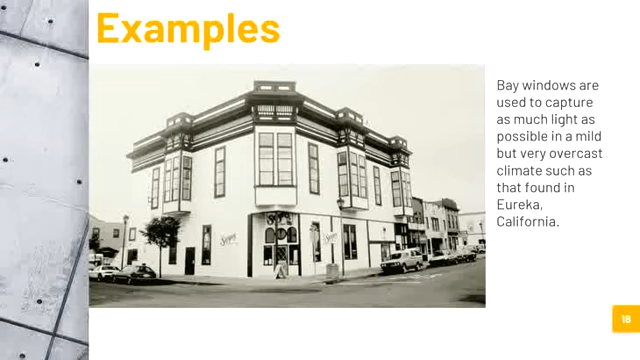 Examples
Bay windows are
used to capture
as much light as
possible in a mild
but very overcast
climate such as
that found in
Eureka,
California.
18